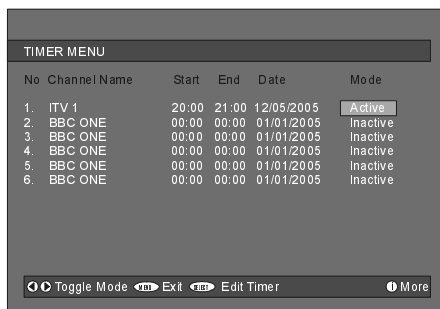 TIMER MENU
No Channel Name Start End Date Mode
1. ITV 1 20:00 21:00 12/05/2005 Active
2. BBC ONE 00:00 00:00 01/01/2005 Inactive
3. BBC ONE 00:00 00:00 01/01/2005 Inactive
4. BBC ONE 00:00 00:00 01/01/2005 Inactive
5. BBC ONE 00:00 00:00 01/01/2005 Inactive
6. BBC ONE 00:00 00:00 01/01/2005 Inactive
Toggle Mode MENU Exit SELECT Edit Timer i More